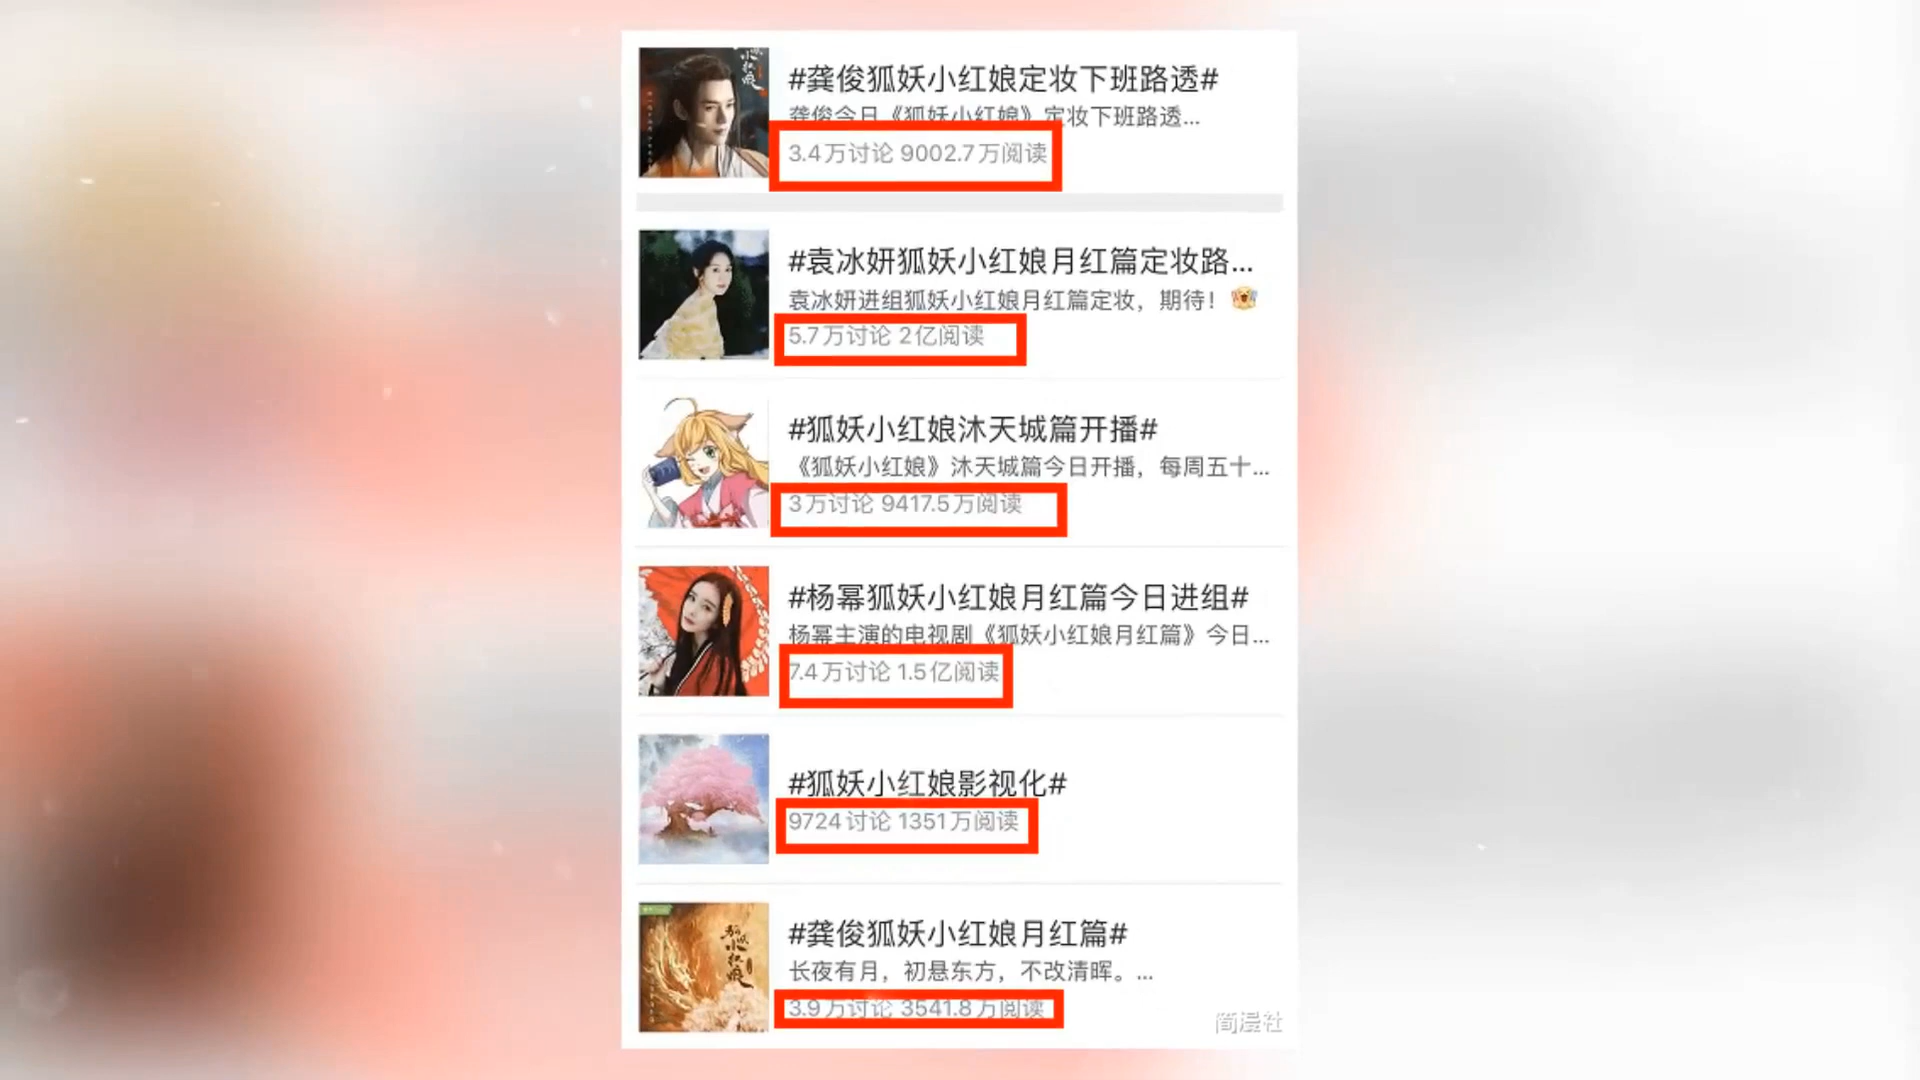 #龚俊狐妖小红娘定妆下班路透#
龚俊今日《狐妖小红娘》定妆下班路透...
3.4万讨论 9002.7万阅读
#袁冰妍狐妖小红娘月红篇定妆路...
袁冰妍进组狐妖小红娘月红篇定妆，期待！
5.7万讨论 2亿阅读
#狐妖小红娘沐天城篇开播#
《狐妖小红娘》沐天城篇今日开播，每周五十...
3万讨论 9417.5万阅读
#杨幂狐妖小红娘月红篇今日进组#
杨幂主演的电视剧《狐妖小红娘月红篇》今日...
7.4万讨论 1.5亿阅读
#狐妖小红娘影视化#
9724讨论 1351万阅读
#龚俊狐妖小红娘月红篇#
长夜有月，初悬东方，不改清晖。...
3.9万讨论 3541.8万阅读
简漫社